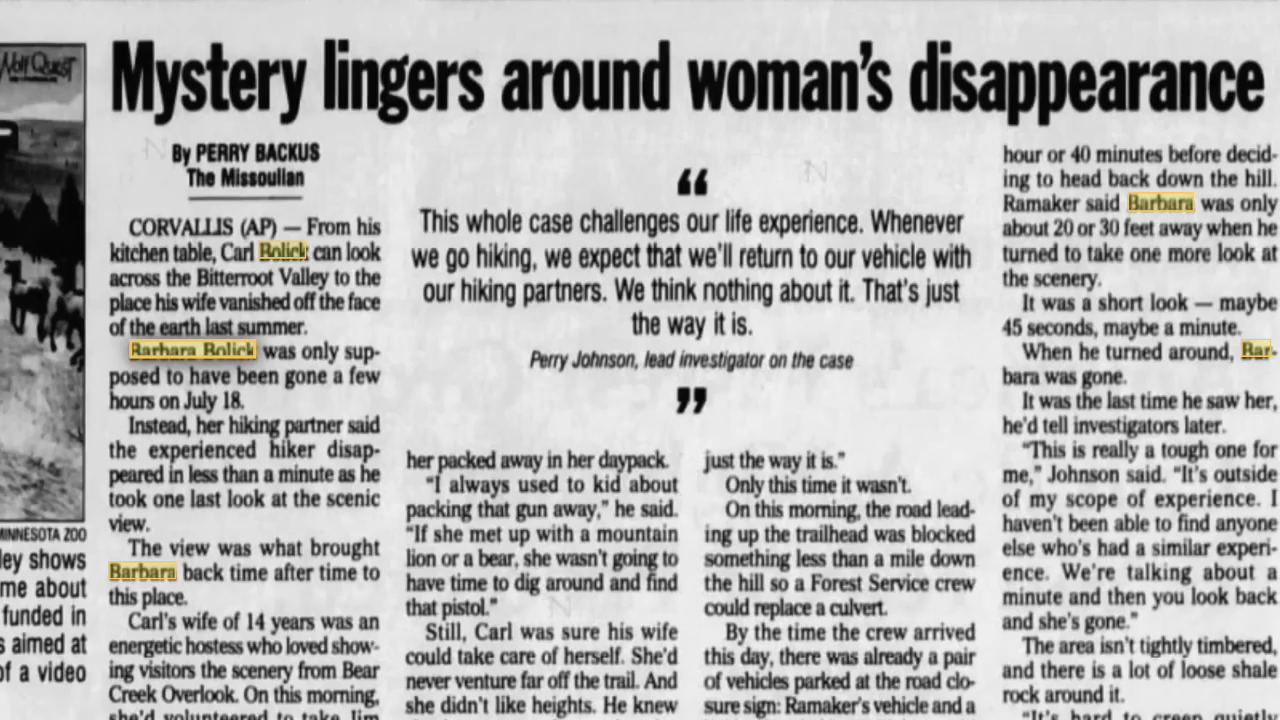 Wolf Quest
MINNESOTA ZOO
ley shows
me about
funded in
s aimed at
of a video
Mystery lingers around woman's disappearance
By PERRY BACKUS
The Missoulian
CORVALLIS (AP) — From his
kitchen table, Carl Bolick can look
across the Bitterroot Valley to the
place his wife vanished off the face
of the earth last summer.
Barbara Bolick was only sup-
posed to have been gone a few
hours on July 18.
Instead, her hiking partner said
the experienced hiker disap-
peared in less than a minute as he
took one last look at the scenic
view.
The view was what brought
Barbara back time after time to
this place.
Carl's wife of 14 years was an
energetic hostess who loved show-
ing visitors the scenery from Bear
Creek Overlook. On this morning,
she'd volunteered to take Jim
“
This whole case challenges our life experience. Whenever
we go hiking, we expect that we'll return to our vehicle with
our hiking partners. We think nothing about it. That's just
the way it is.
Perry Johnson, lead investigator on the case
”
her packed away in her daypack.
“I always used to kid about
packing that gun away,” he said.
“If she met up with a mountain
lion or a bear, she wasn't going to
have time to dig around and find
that pistol.”
Still, Carl was sure his wife
could take care of herself. She'd
never venture far off the trail. And
she didn't like heights. He knew
just the way it is.”
Only this time it wasn't.
On this morning, the road lead-
ing up the trailhead was blocked
something less than a mile down
the hill so a Forest Service crew
could replace a culvert.
By the time the crew arrived
this day, there was already a pair
of vehicles parked at the road clo-
sure sign: Ramaker's vehicle and a
hour or 40 minutes before decid-
ing to head back down the hill.
Ramaker said Barbara was only
about 20 or 30 feet away when he
turned to take one more look at
the scenery.
It was a short look — maybe
45 seconds, maybe a minute.
When he turned around, Bar-
bara was gone.
It was the last time he saw her,
he'd tell investigators later.
“This is really a tough one for
me,” Johnson said. “It's outside
of my scope of experience. I
haven't been able to find anyone
else who's had a similar experi-
ence. We're talking about a
minute and then you look back
and she's gone.”
The area isn't tightly timbered,
and there is a lot of loose shale
rock around it.
“It's hard to creep quietly